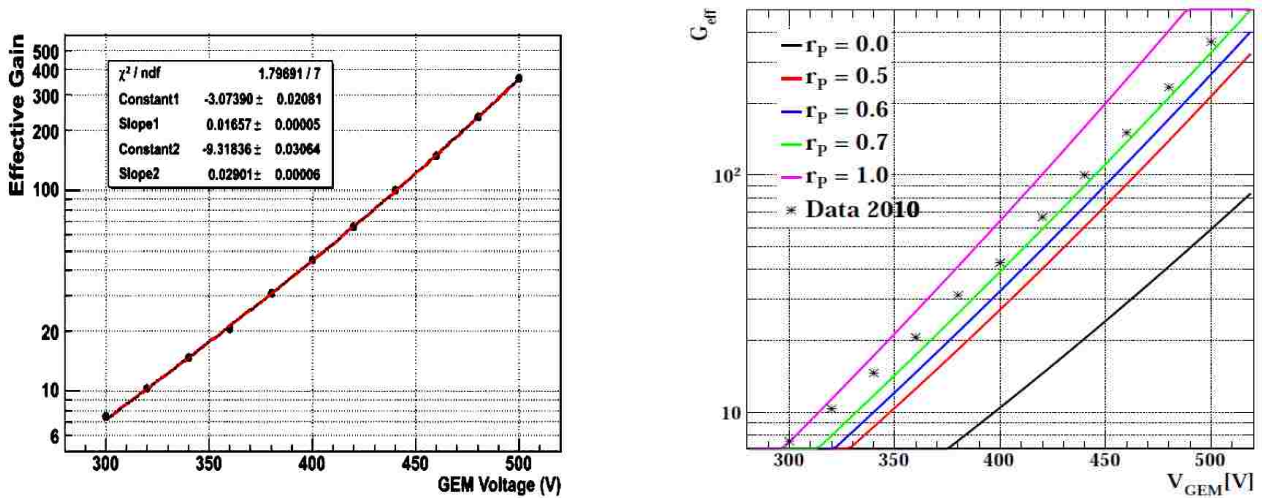 Effective Gain
500
400
300
200
100
20
10
6
χ² / ndf 1.79691 / 7
Constant1 -3.07390 ± 0.02081
Slope1 0.01657 ± 0.00005
Constant2 -9.31836 ± 0.03064
Slope2 0.02901 ± 0.00006
300 350 400 450 500
GEM Voltage (V)
G_eff
10²
10
r_P = 0.0
r_P = 0.5
r_P = 0.6
r_P = 0.7
r_P = 1.0
Data 2010
300 350 400 450 500
V_GEM[V]